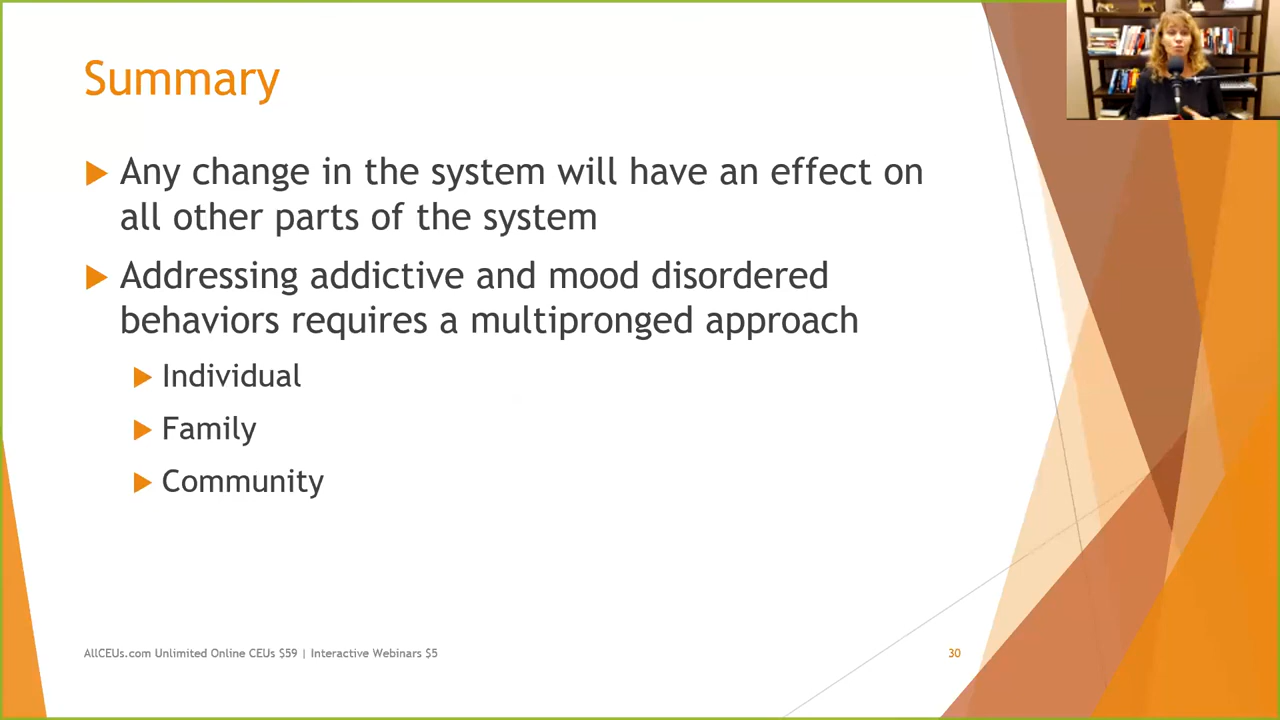 Summary
Any change in the system will have an effect on
all other parts of the system
Addressing addictive and mood disordered
behaviors requires a multipronged approach
Individual
Family
Community
AllCEUs.com Unlimited Online CEUs $59 | Interactive Webinars $5
30